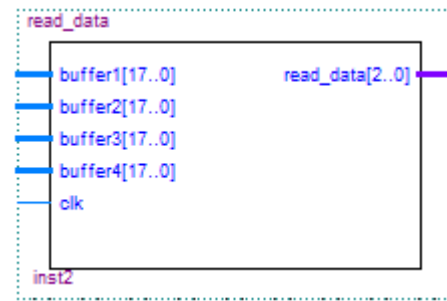 read_data
buffer1[17..0] read_data[2..0]
buffer2[17..0]
buffer3[17..0]
buffer4[17..0]
clk
inst2